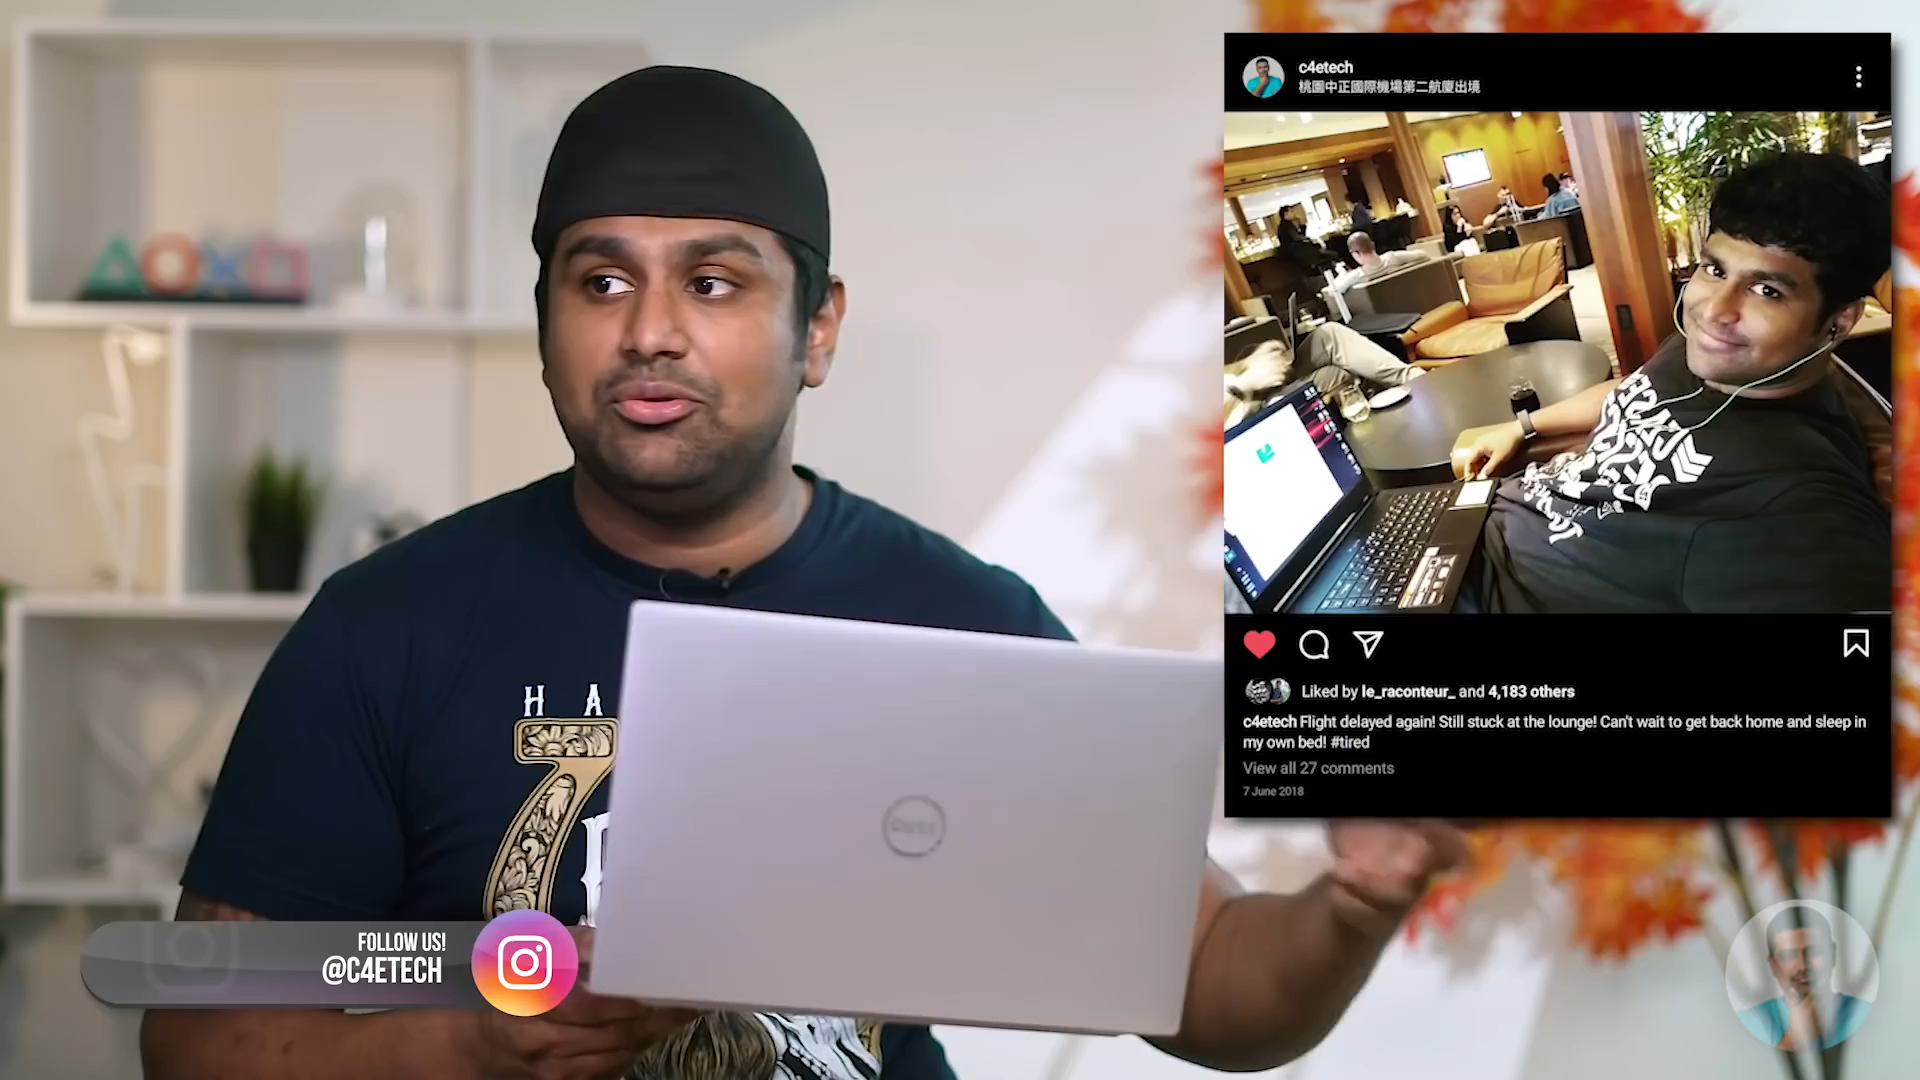 c4etech
桃園中正國際機場第二航廈出境
Liked by le_raconteur_ and 4,183 others
c4etech Flight delayed again! Still stuck at the lounge! Can't wait to get back home and sleep in
my own bed! #tired
View all 27 comments
7 June 2018
H A
7
DELL
FOLLOW US!
@C4ETECH